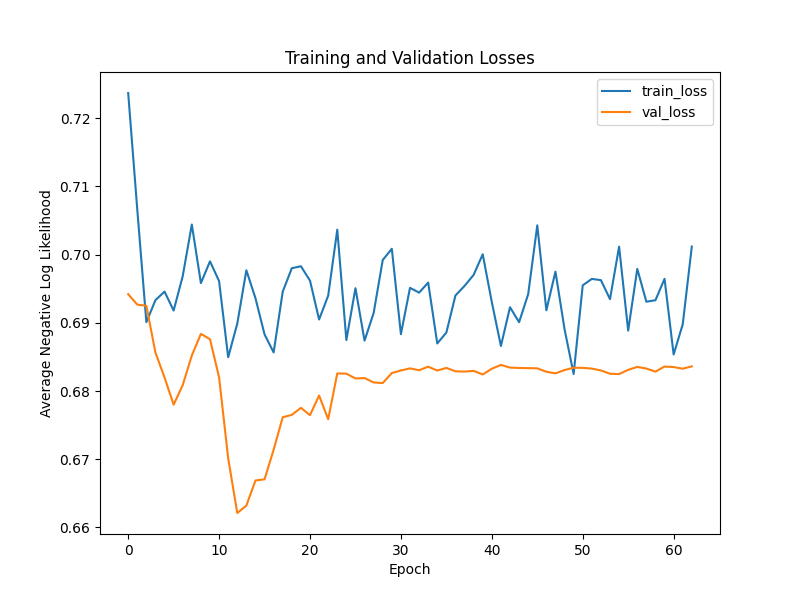 Training and Validation Losses
train_loss
val_loss
0.72
0.71
0.70
0.69
0.68
0.67
0.66
Average Negative Log Likelihood
0
10
20
30
40
50
60
Epoch